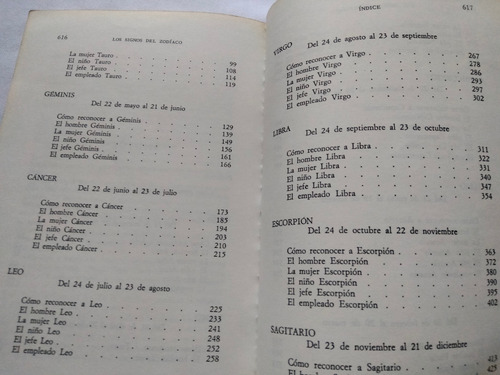 616 LOS SIGNOS DEL ZODÍACO
La mujer Tauro . . . . . . . . 99
El niño Tauro . . . . . . . . 108
El jefe Tauro . . . . . . . . 114
El empleado Tauro . . . . . . . 119
GÉMINIS
Del 22 de mayo al 21 de junio
Cómo reconocer a Géminis . . . . . 129
El hombre Géminis . . . . . . . 139
La mujer Géminis . . . . . . . 149
El niño Géminis . . . . . . . 156
El jefe Géminis . . . . . . . 161
El empleado Géminis . . . . . . 166
CÁNCER
Del 22 de junio al 23 de julio
Cómo reconocer a Cáncer . . . . . 173
El hombre Cáncer . . . . . . . 185
La mujer Cáncer . . . . . . . 194
El niño Cáncer . . . . . . . 203
El jefe Cáncer . . . . . . . 210
El empleado Cáncer . . . . . . 215
LEO
Del 24 de julio al 23 de agosto
Cómo reconocer a Leo . . . . . . 225
El hombre Leo . . . . . . . . 233
La mujer Leo . . . . . . . . 241
El niño Leo . . . . . . . . 248
El jefe Leo . . . . . . . . 252
El empleado Leo . . . . . . . 258
ÍNDICE 617
VIRGO
Del 24 de agosto al 23 de septiembre
Cómo reconocer a Virgo . . . . . 267
El hombre Virgo . . . . . . . 278
La mujer Virgo . . . . . . . 286
El niño Virgo . . . . . . . 293
El jefe Virgo . . . . . . . 297
El empleado Virgo . . . . . . 302
LIBRA
Del 24 de septiembre al 23 de octubre
Cómo reconocer a Libra . . . . . 311
El hombre Libra . . . . . . . 322
La mujer Libra . . . . . . . 331
El niño Libra . . . . . . . 340
El jefe Libra . . . . . . . 347
El empleado Libra . . . . . . 354
ESCORPIÓN
Del 24 de octubre al 22 de noviembre
Cómo reconocer a Escorpión . . . . 363
El hombre Escorpión . . . . . . 372
La mujer Escorpión . . . . . . 380
El niño Escorpión . . . . . . 390
El jefe Escorpión . . . . . . 395
El empleado Escorpión . . . . . 402
SAGITARIO
Del 23 de noviembre al 21 de diciembre
Cómo reconocer a Sagitario . . . .
El hombre Sagitario . . . . . .